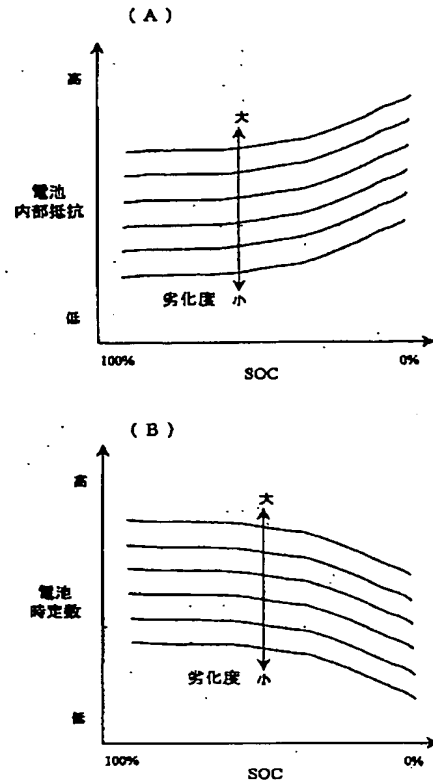 ( A )
高
大
電池
内部抵抗
劣化度 小
低
100%
0%
SOC
( B )
高
大
電池
時定数
劣化度 小
低
100%
0%
SOC